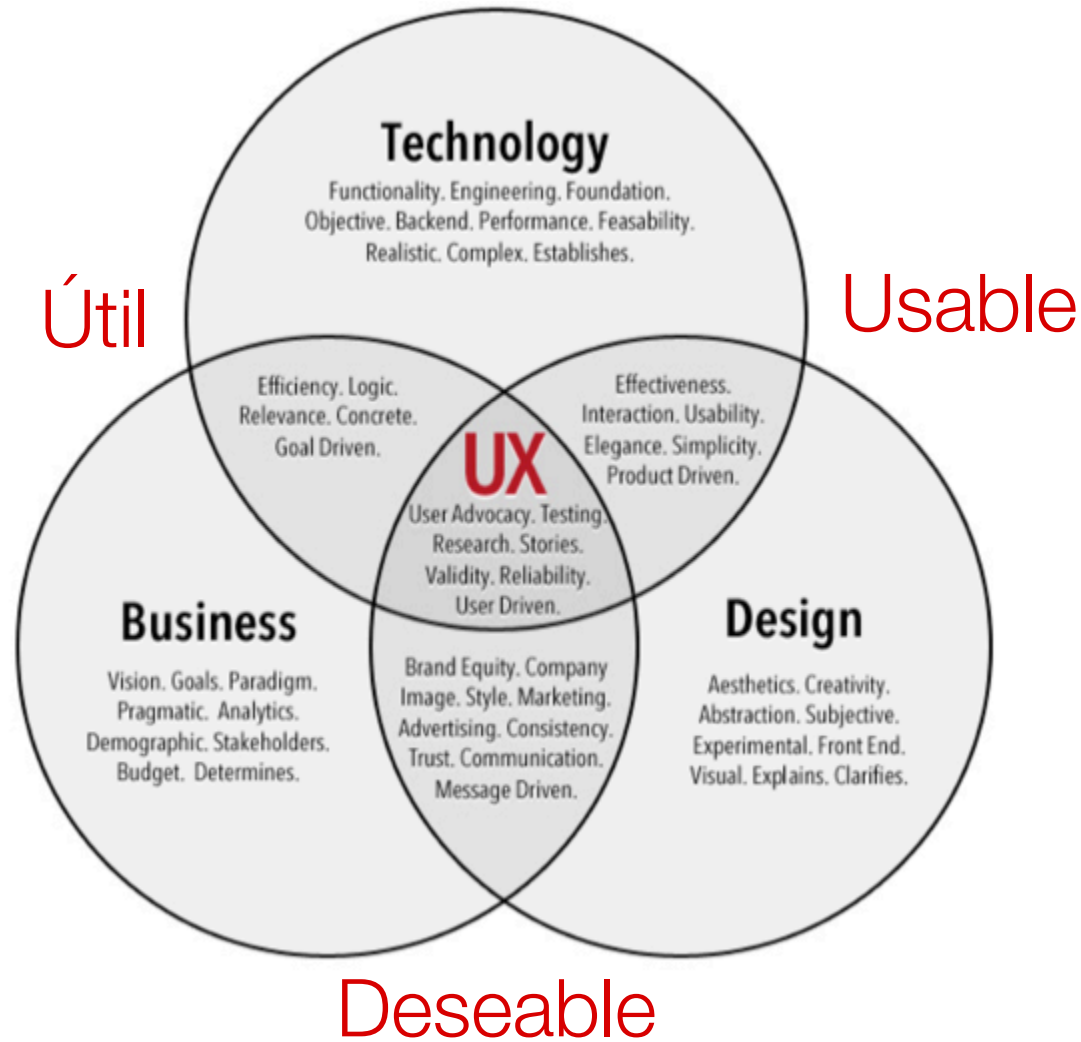 Technology
Functionality. Engineering. Foundation.
Objective. Backend. Performance. Feasability.
Realistic. Complex. Establishes.
Útil
Usable
Efficiency. Logic.
Relevance. Concrete.
Goal Driven.
Effectiveness.
Interaction. Usability.
Elegance. Simplicity.
Product Driven.
UX
User Advocacy. Testing.
Research. Stories.
Validity. Reliability.
User Driven.
Business
Vision. Goals. Paradigm.
Pragmatic. Analytics.
Demographic. Stakeholders.
Budget. Determines.
Brand Equity. Company
Image. Style. Marketing.
Advertising. Consistency.
Trust. Communication.
Message Driven.
Design
Aesthetics. Creativity.
Abstraction. Subjective.
Experimental. Front End.
Visual. Explains. Clarifies.
Deseable